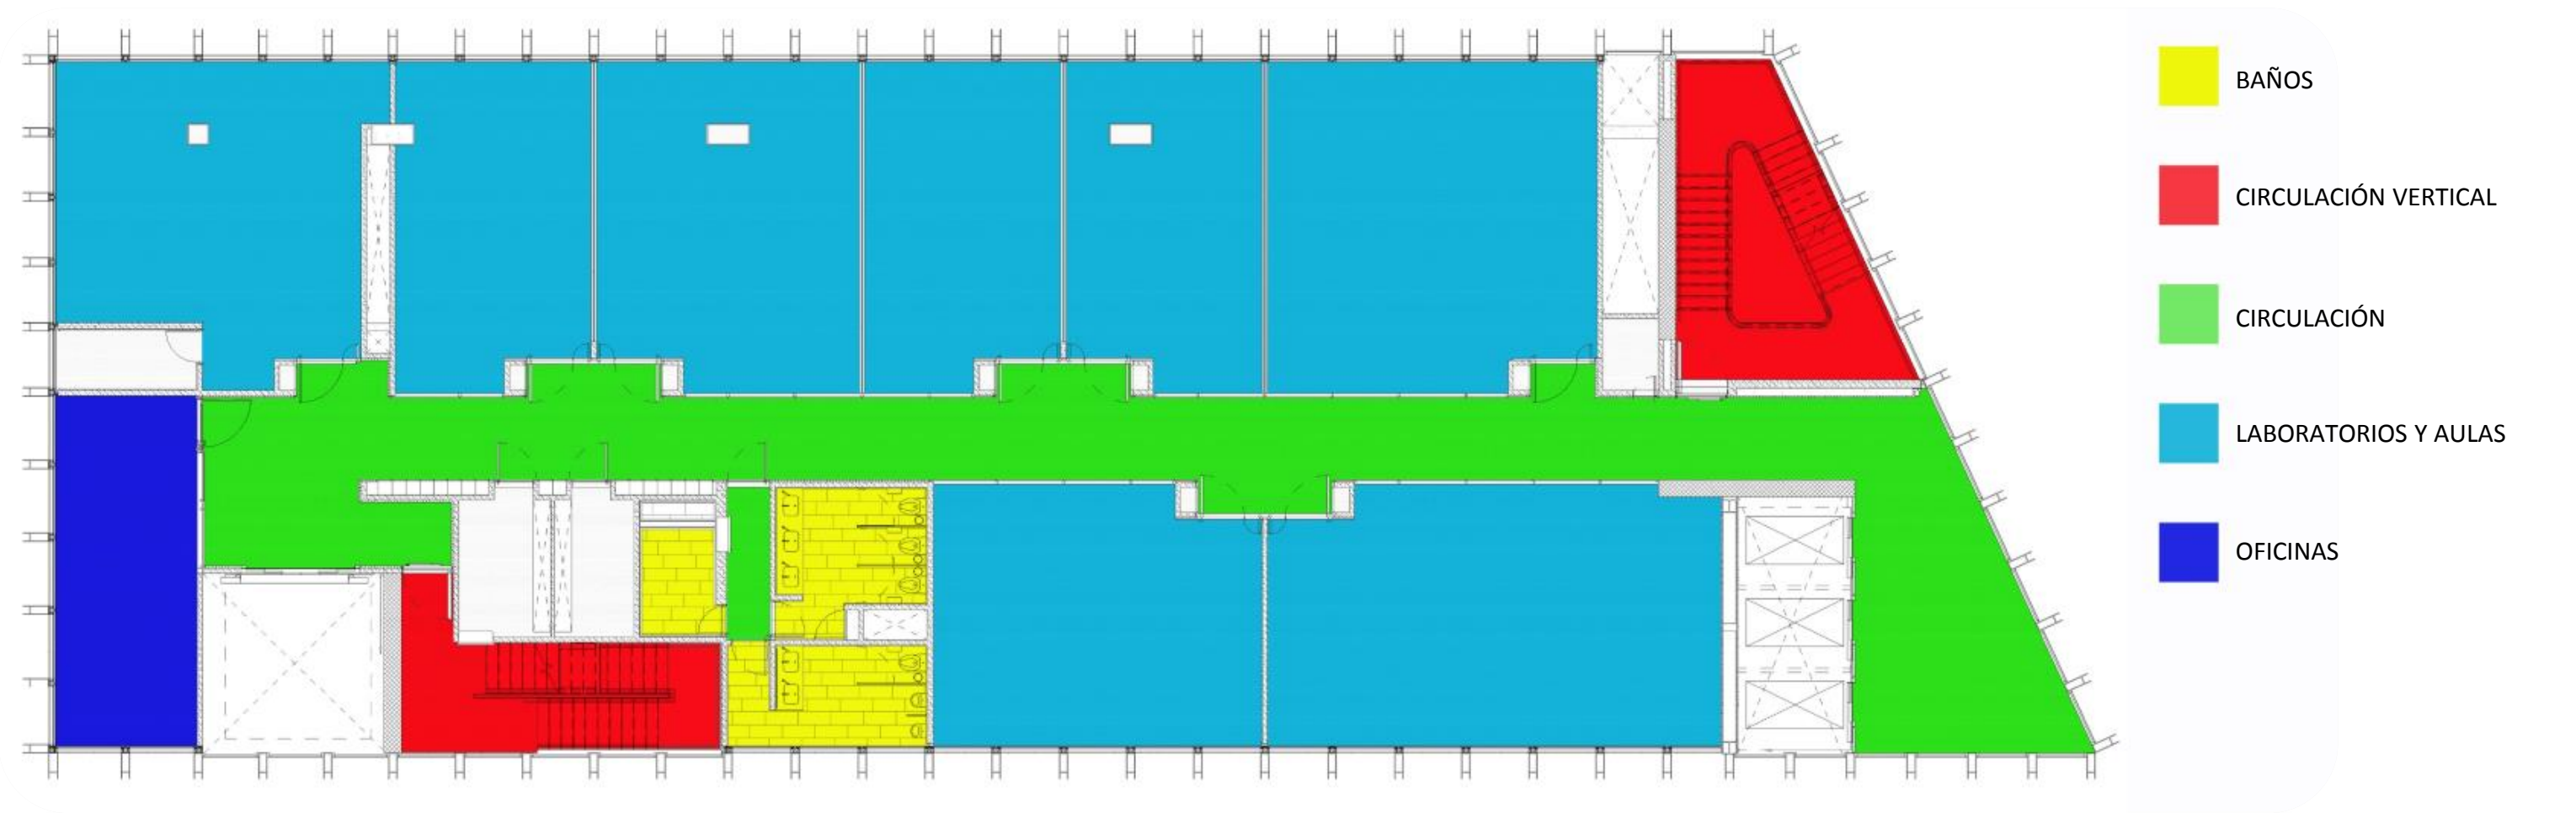 BAÑOS
CIRCULACIÓN VERTICAL
CIRCULACIÓN
LABORATORIOS Y AULAS
OFICINAS